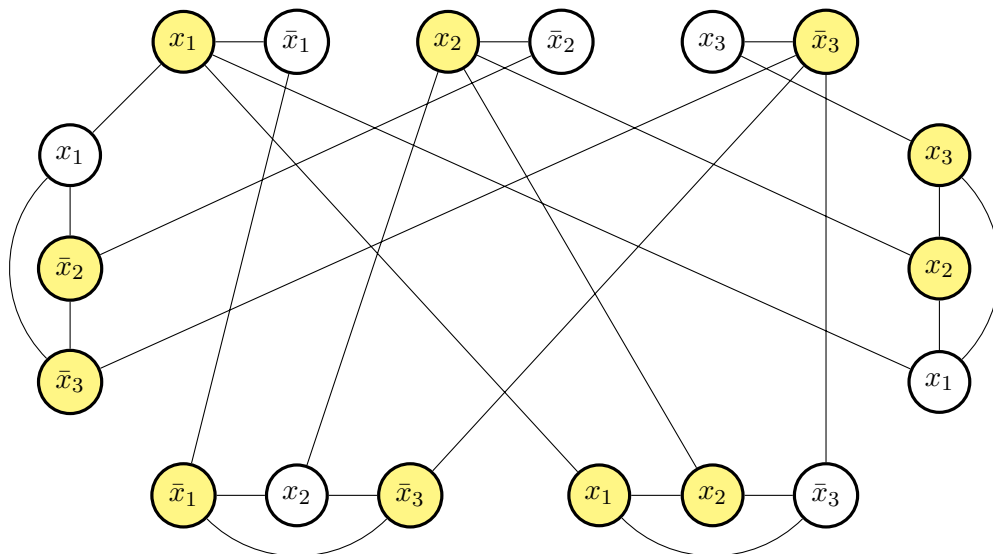 x₁ x̄₁ x₂ x̄₂ x₃ x̄₃
x₁ x₃
x̄₂ x₂
x̄₃ x₁
x̄₁ x₂ x̄₃ x₁ x₂ x̄₃